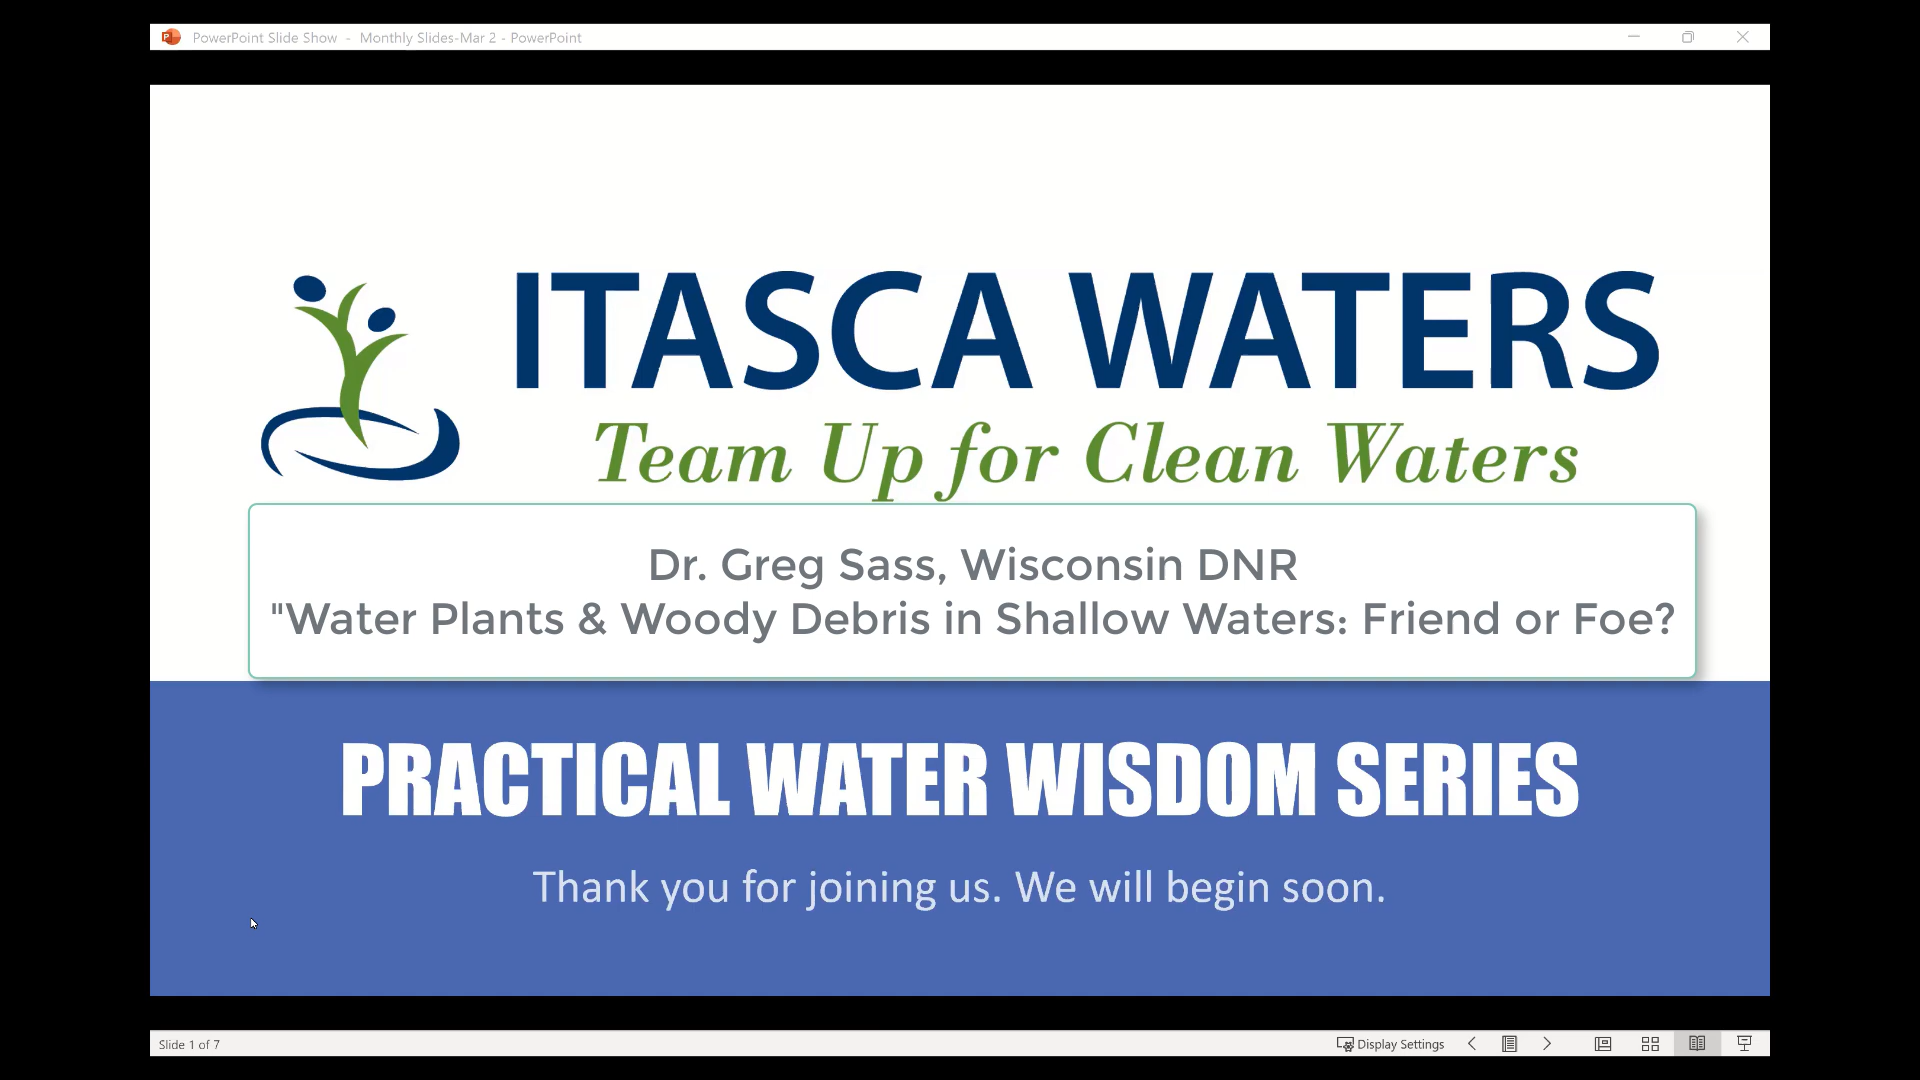 PowerPoint Slide Show - Monthly Slides-Mar 2 - PowerPoint
ITASCA WATERS
Team Up for Clean Waters
Dr. Greg Sass, Wisconsin DNR
"Water Plants & Woody Debris in Shallow Waters: Friend or Foe?
PRACTICAL WATER WISDOM SERIES
Thank you for joining us. We will begin soon.
Slide 1 of 7
Display Settings